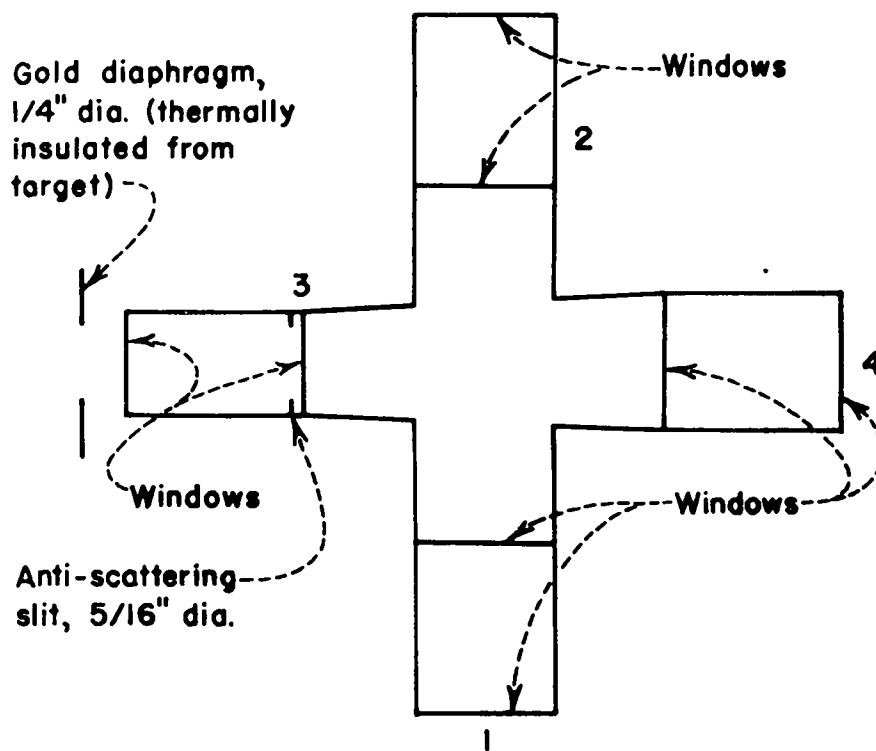 Gold diaphragm,
1/4" dia. (thermally
insulated from
target)
Windows
2
3
4
Windows
Windows
Anti-scattering
slit, 5/16" dia.
1